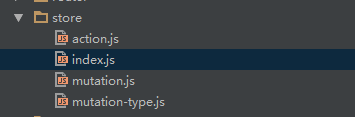 store
action.js
index.js
mutation.js
mutation-type.js